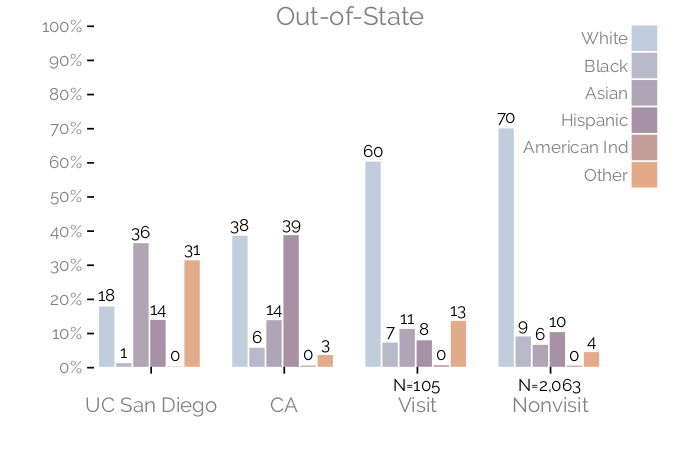 Out-of-State
100%
90%
80%
70%
60%
50%
40%
30%
20%
10%
0%
White
Black
Asian
Hispanic
American Ind
Other
18
1
36
14
0
31
38
6
14
39
0
3
60
7
11
8
0
13
70
9
6
10
0
4
N=105
N=2,063
UC San Diego
CA
Visit
Nonvisit